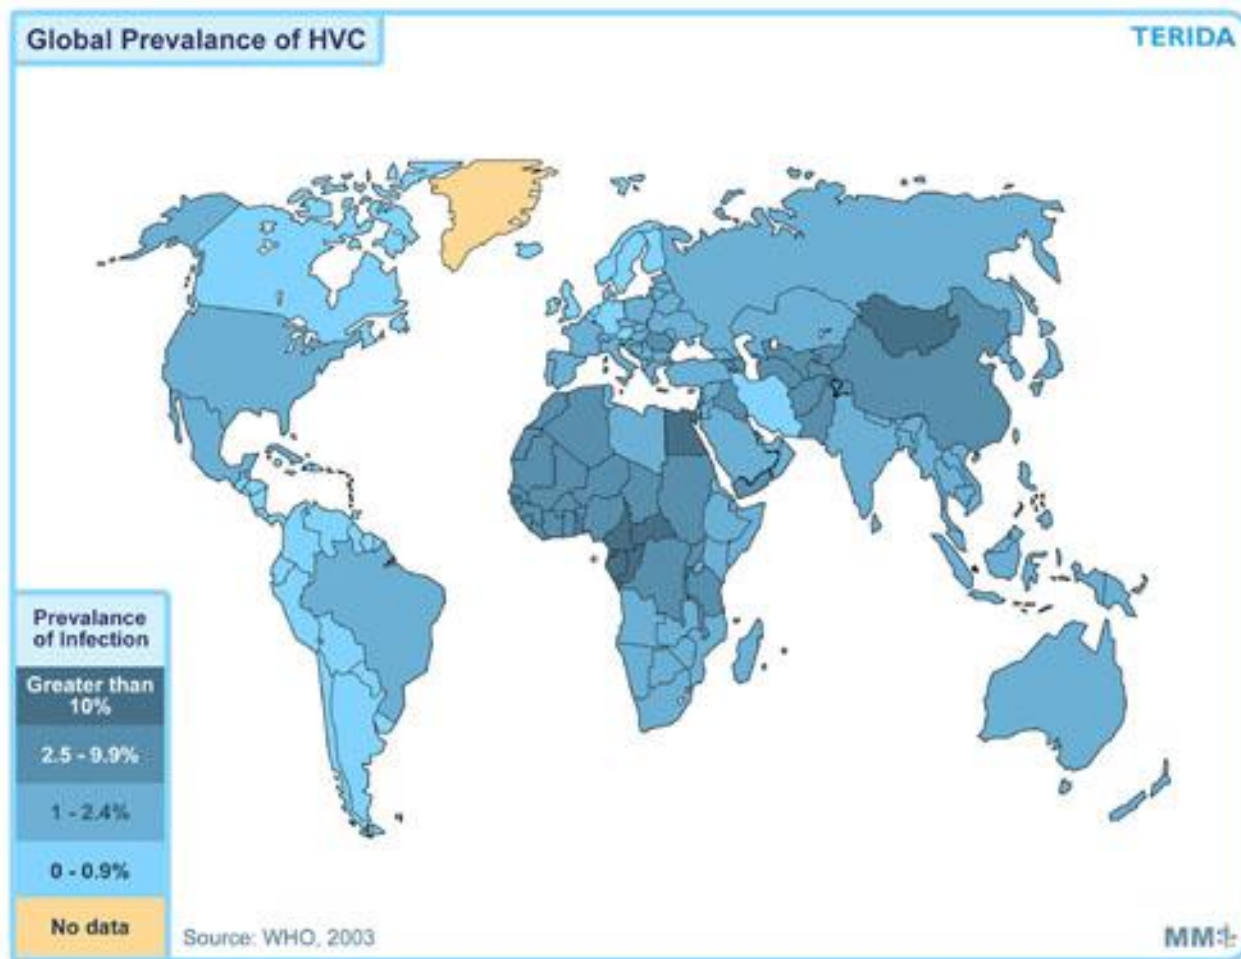 Global Prevalance of HVC
TERIDA
Prevalance
of Infection
Greater than
10%
2.5 - 9.9%
1 - 2.4%
0 - 0.9%
No data
Source: WHO, 2003
MM